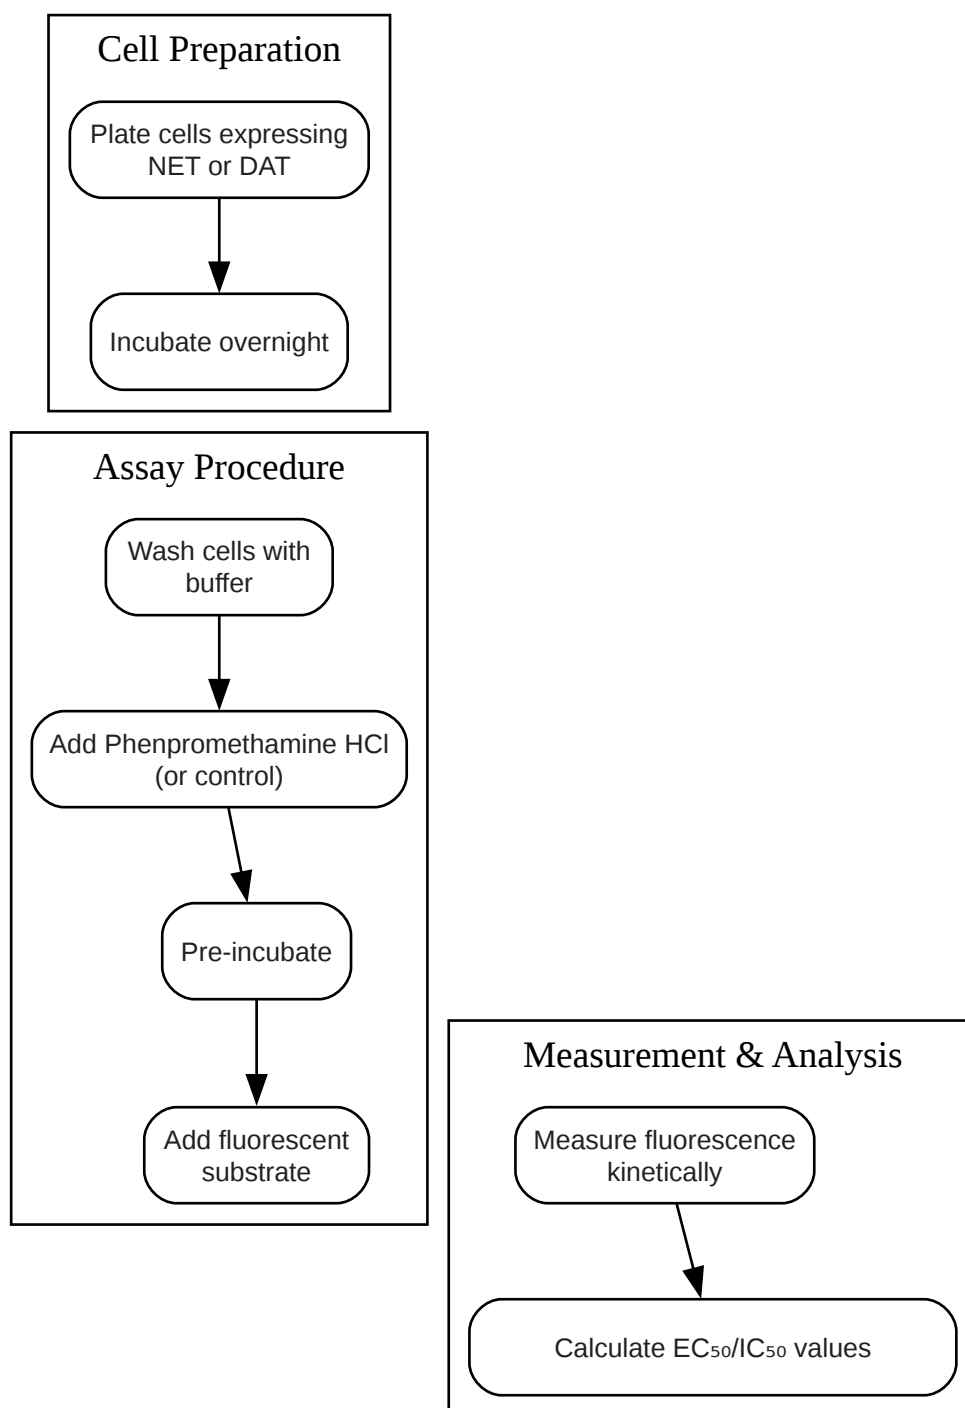 Cell Preparation
Plate cells expressing
NET or DAT
Incubate overnight
Assay Procedure
Wash cells with
buffer
Add Phenpromethamine HCl
(or control)
Pre-incubate
Add fluorescent
substrate
Measurement & Analysis
Measure fluorescence
kinetically
Calculate EC₅₀/IC₅₀ values